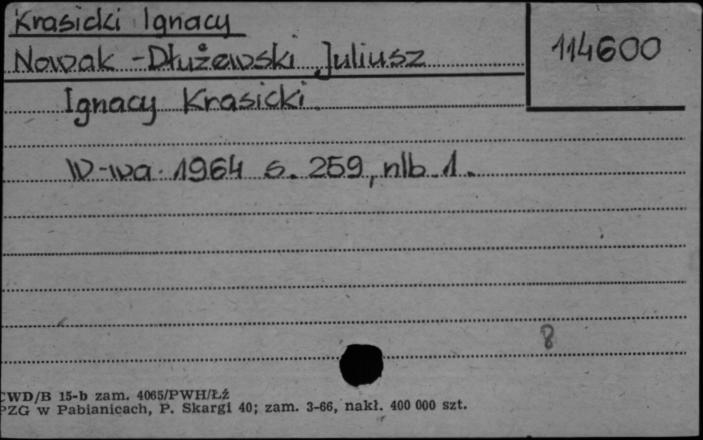 Krasicki Ignacy
114600
Nowak-Dłużewski Juliusz
Ignacy Krasicki.
W-wa. 1964 s. 259, nlb. 1.
8
CWD/B 15-b zam. 4065/PWH/Łż
PZG w Pabianicach, P. Skargi 40; zam. 3-66, nakł. 400 000 szt.